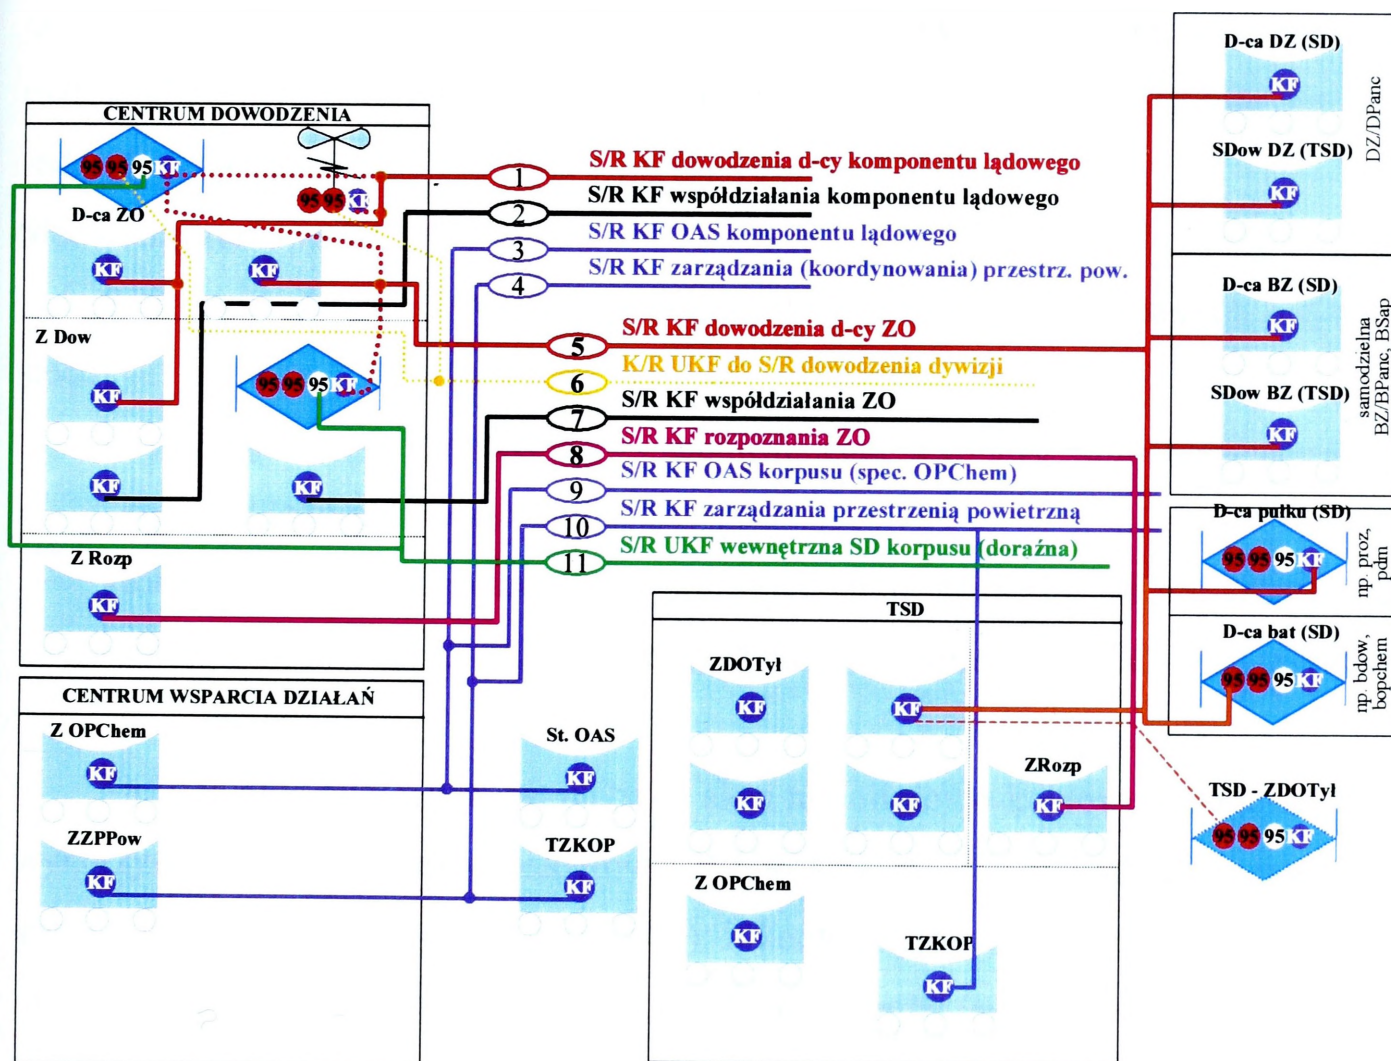 CENTRUM DOWODZENIA
95 95 95 KF
D-ca ZO
95 95 KF
KF
KF
Z Dow
KF
95 95 95 KF
KF
KF
Z Rozp
KF
CENTRUM WSPARCIA DZIAŁAŃ
Z OPChem
KF
ZZPPow
KF
St. OAS
KF
TZKOP
KF
1 S/R KF dowodzenia d-cy komponentu lądowego
2 S/R KF współdziałania komponentu lądowego
3 S/R KF OAS komponentu lądowego
4 S/R KF zarządzania (koordynowania) przestrz. pow.
5 S/R KF dowodzenia d-cy ZO
6 K/R UKF do S/R dowodzenia dywizji
7 S/R KF współdziałania ZO
8 S/R KF rozpoznania ZO
9 S/R KF OAS korpusu (spec. OPChem)
10 S/R KF zarządzania przestrzenią powietrzną
11 S/R UKF wewnętrzna SD korpusu (doraźna)
TSD
ZDOTył
KF
KF
KF
KF
ZRozp
KF
Z OPChem
KF
TZKOP
KF
D-ca DZ (SD)
KF
SDow DZ (TSD)
KF
DZ/DPanc
D-ca BZ (SD)
KF
SDow BZ (TSD)
KF
samodzielna
BZ/BPanc, BSap
D-ca pułku (SD)
95 95 95 KF
np. proz,
pdm
D-ca bat (SD)
95 95 95 KF
np. bdow,
bopchem
TSD - ZDOTył
95 95 95 KF